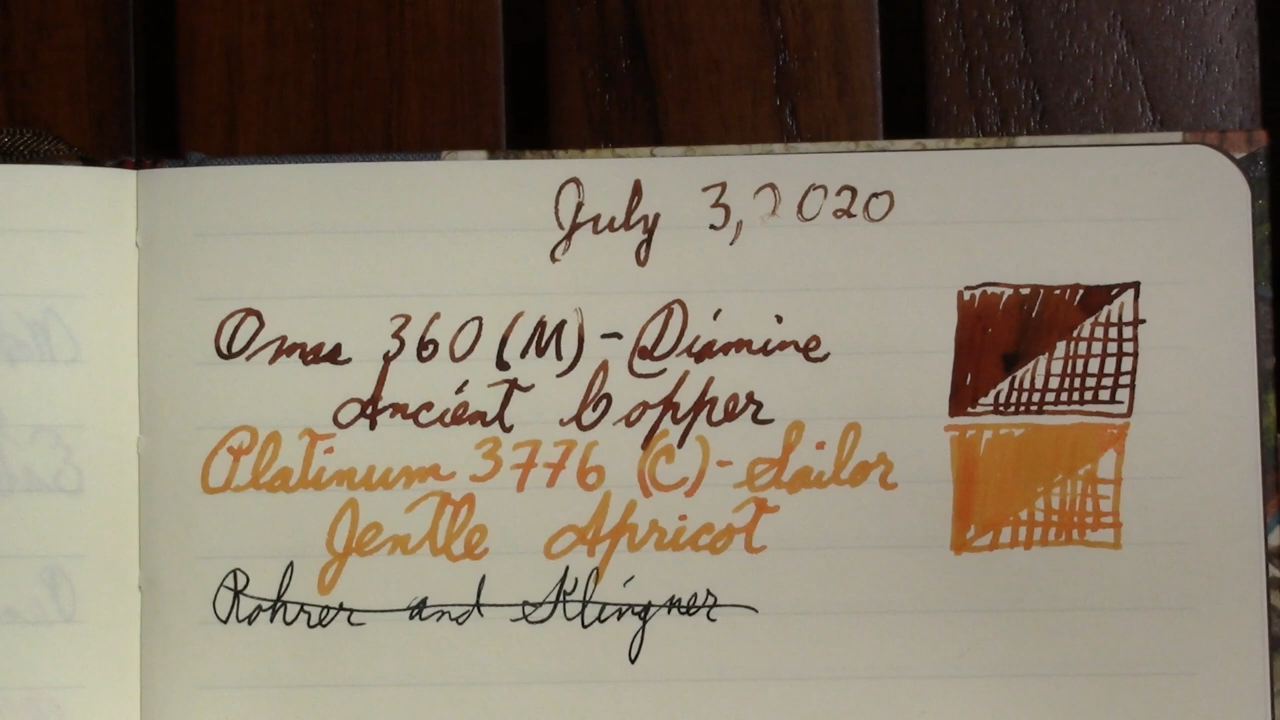 July 3, 2020
Omas 360 (M) - Diamine
Ancient Copper
Platinum 3776 (C) - Sailor
Jentle Apricot
Rohrer and Klingner